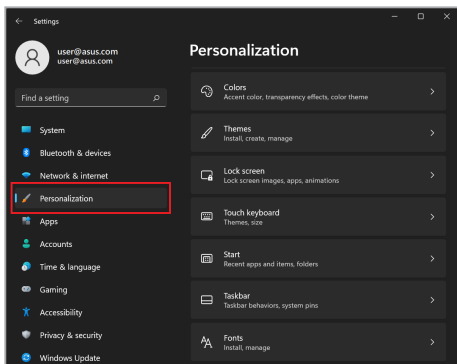 Settings
user@asus.com
user@asus.com
Find a setting
System
Bluetooth & devices
Network & internet
Personalization
Apps
Accounts
Time & language
Gaming
Accessibility
Privacy & security
Windows Update
Personalization
Colors
Accent color, transparency effects, color theme
Themes
Install, create, manage
Lock screen
Lock screen images, apps, animations
Touch keyboard
Themes, size
Start
Recent apps and items, folders
Taskbar
Taskbar behaviors, system pins
Fonts
Install, manage